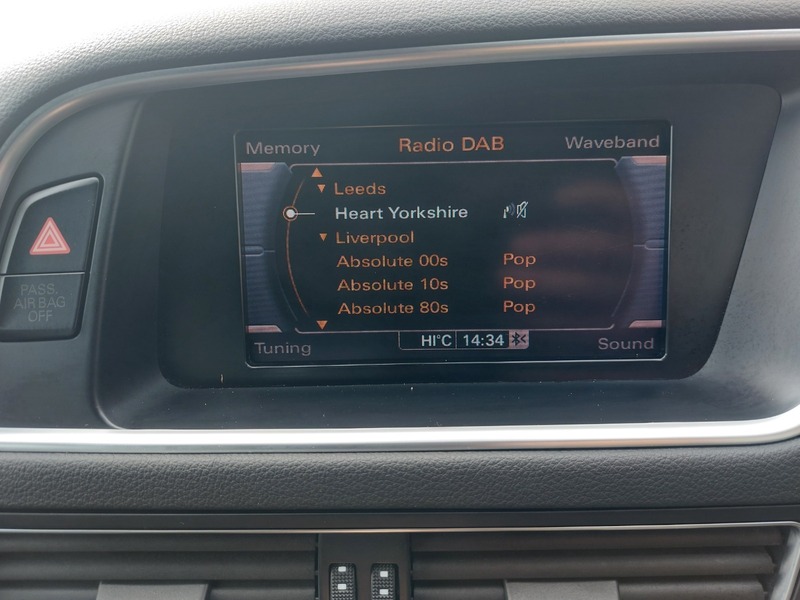 Memory Radio DAB Waveband
Leeds
Heart Yorkshire
Liverpool
Absolute 00s Pop
Absolute 10s Pop
Absolute 80s Pop
HI°C 14:34
Tuning Sound
PASS.
AIR BAG
OFF